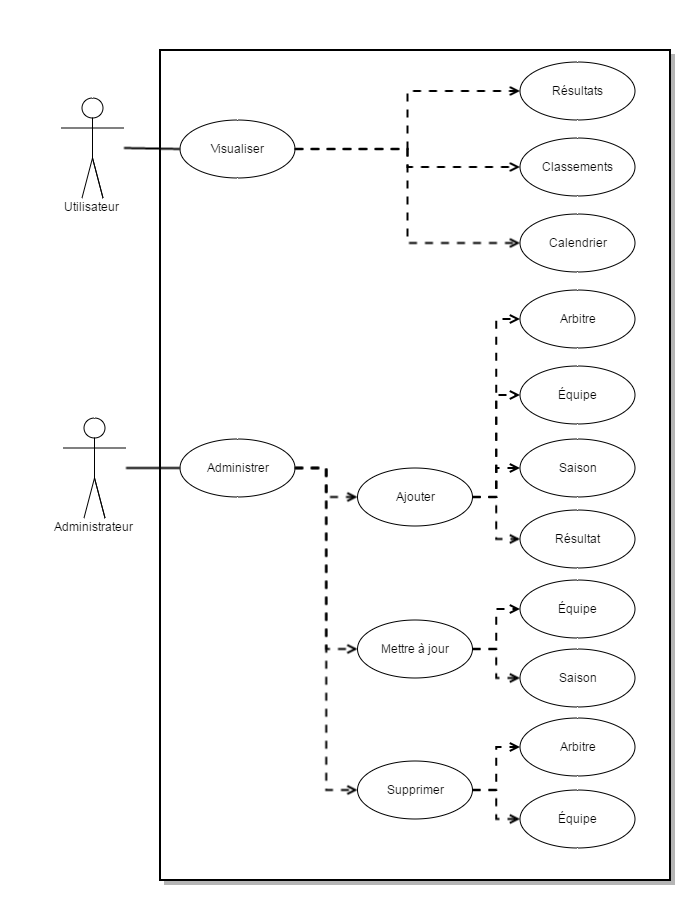 Résultats
Visualiser
Classements
Utilisateur
Calendrier
Arbitre
Équipe
Administrer
Saison
Ajouter
Administrateur
Résultat
Équipe
Mettre à jour
Saison
Arbitre
Supprimer
Équipe